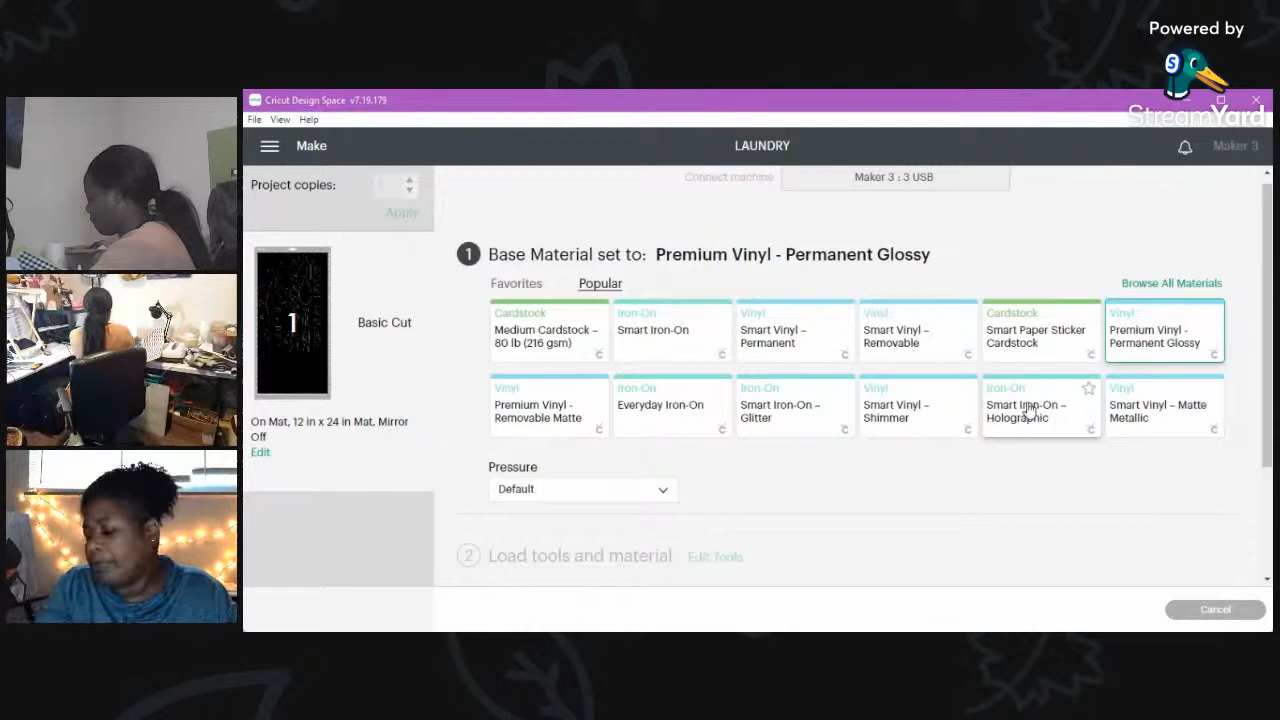 Powered by
S
StreamYard
Cricut Design Space v7.19.179
File View Help
Make
LAUNDRY
Maker 3
Project copies:
Apply
Connect machine
Maker 3 : 3 USB
1 Base Material set to: Premium Vinyl - Permanent Glossy
Favorites Popular
Browse All Materials
Cardstock
Medium Cardstock –
80 lb (216 gsm)
Iron-On
Smart Iron-On
Vinyl
Smart Vinyl –
Permanent
Vinyl
Smart Vinyl –
Removable
Cardstock
Smart Paper Sticker
Cardstock
Vinyl
Premium Vinyl -
Permanent Glossy
Vinyl
Premium Vinyl -
Removable Matte
Iron-On
Everyday Iron-On
Iron-On
Smart Iron-On –
Glitter
Vinyl
Smart Vinyl –
Shimmer
Iron-On
Smart Iron-On –
Holographic
Vinyl
Smart Vinyl – Matte
Metallic
1
Basic Cut
On Mat, 12 in x 24 in Mat, Mirror
Off
Edit
Pressure
Default
2 Load tools and material Edit Tools
Cancel